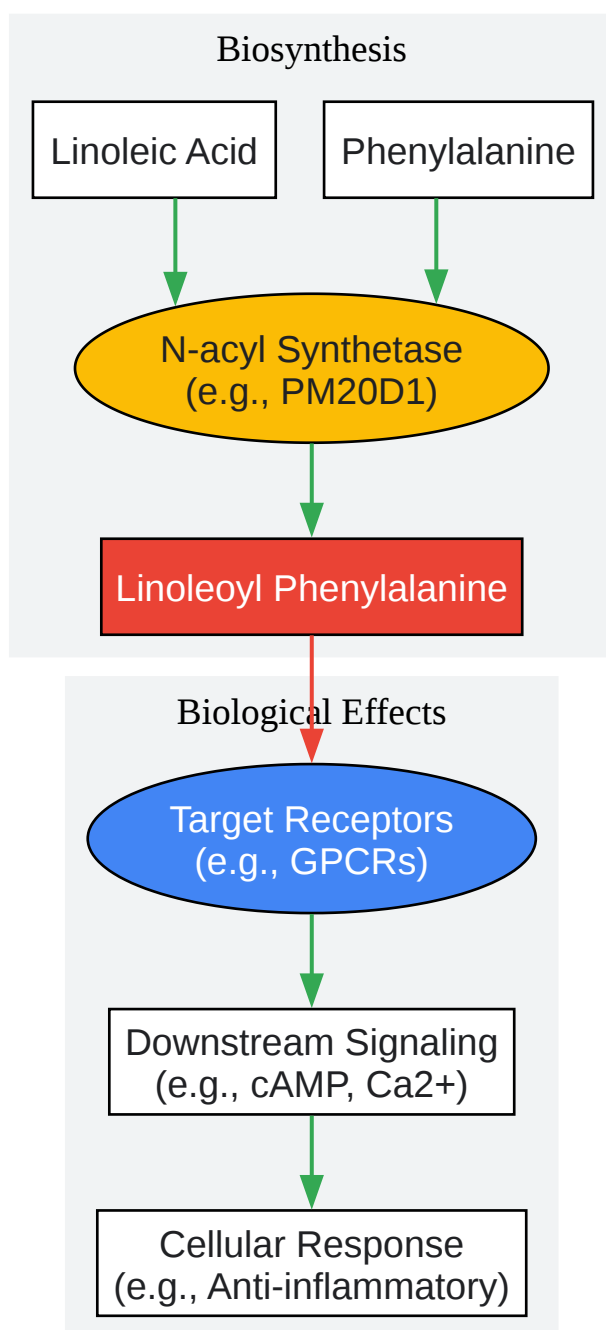 Biosynthesis
Linoleic Acid
Phenylalanine
N-acyl Synthetase
(e.g., PM20D1)
Linoleoyl Phenylalanine
Biological Effects
Target Receptors
(e.g., GPCRs)
Downstream Signaling
(e.g., cAMP, Ca2+)
Cellular Response
(e.g., Anti-inflammatory)